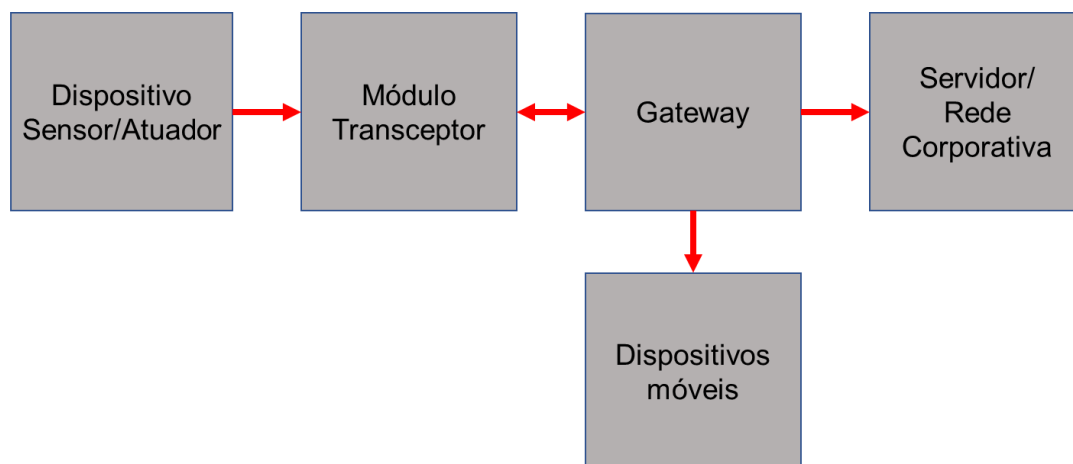 Dispositivo
Sensor/Atuador
Módulo
Transceptor
Gateway
Servidor/
Rede
Corporativa
Dispositivos
móveis